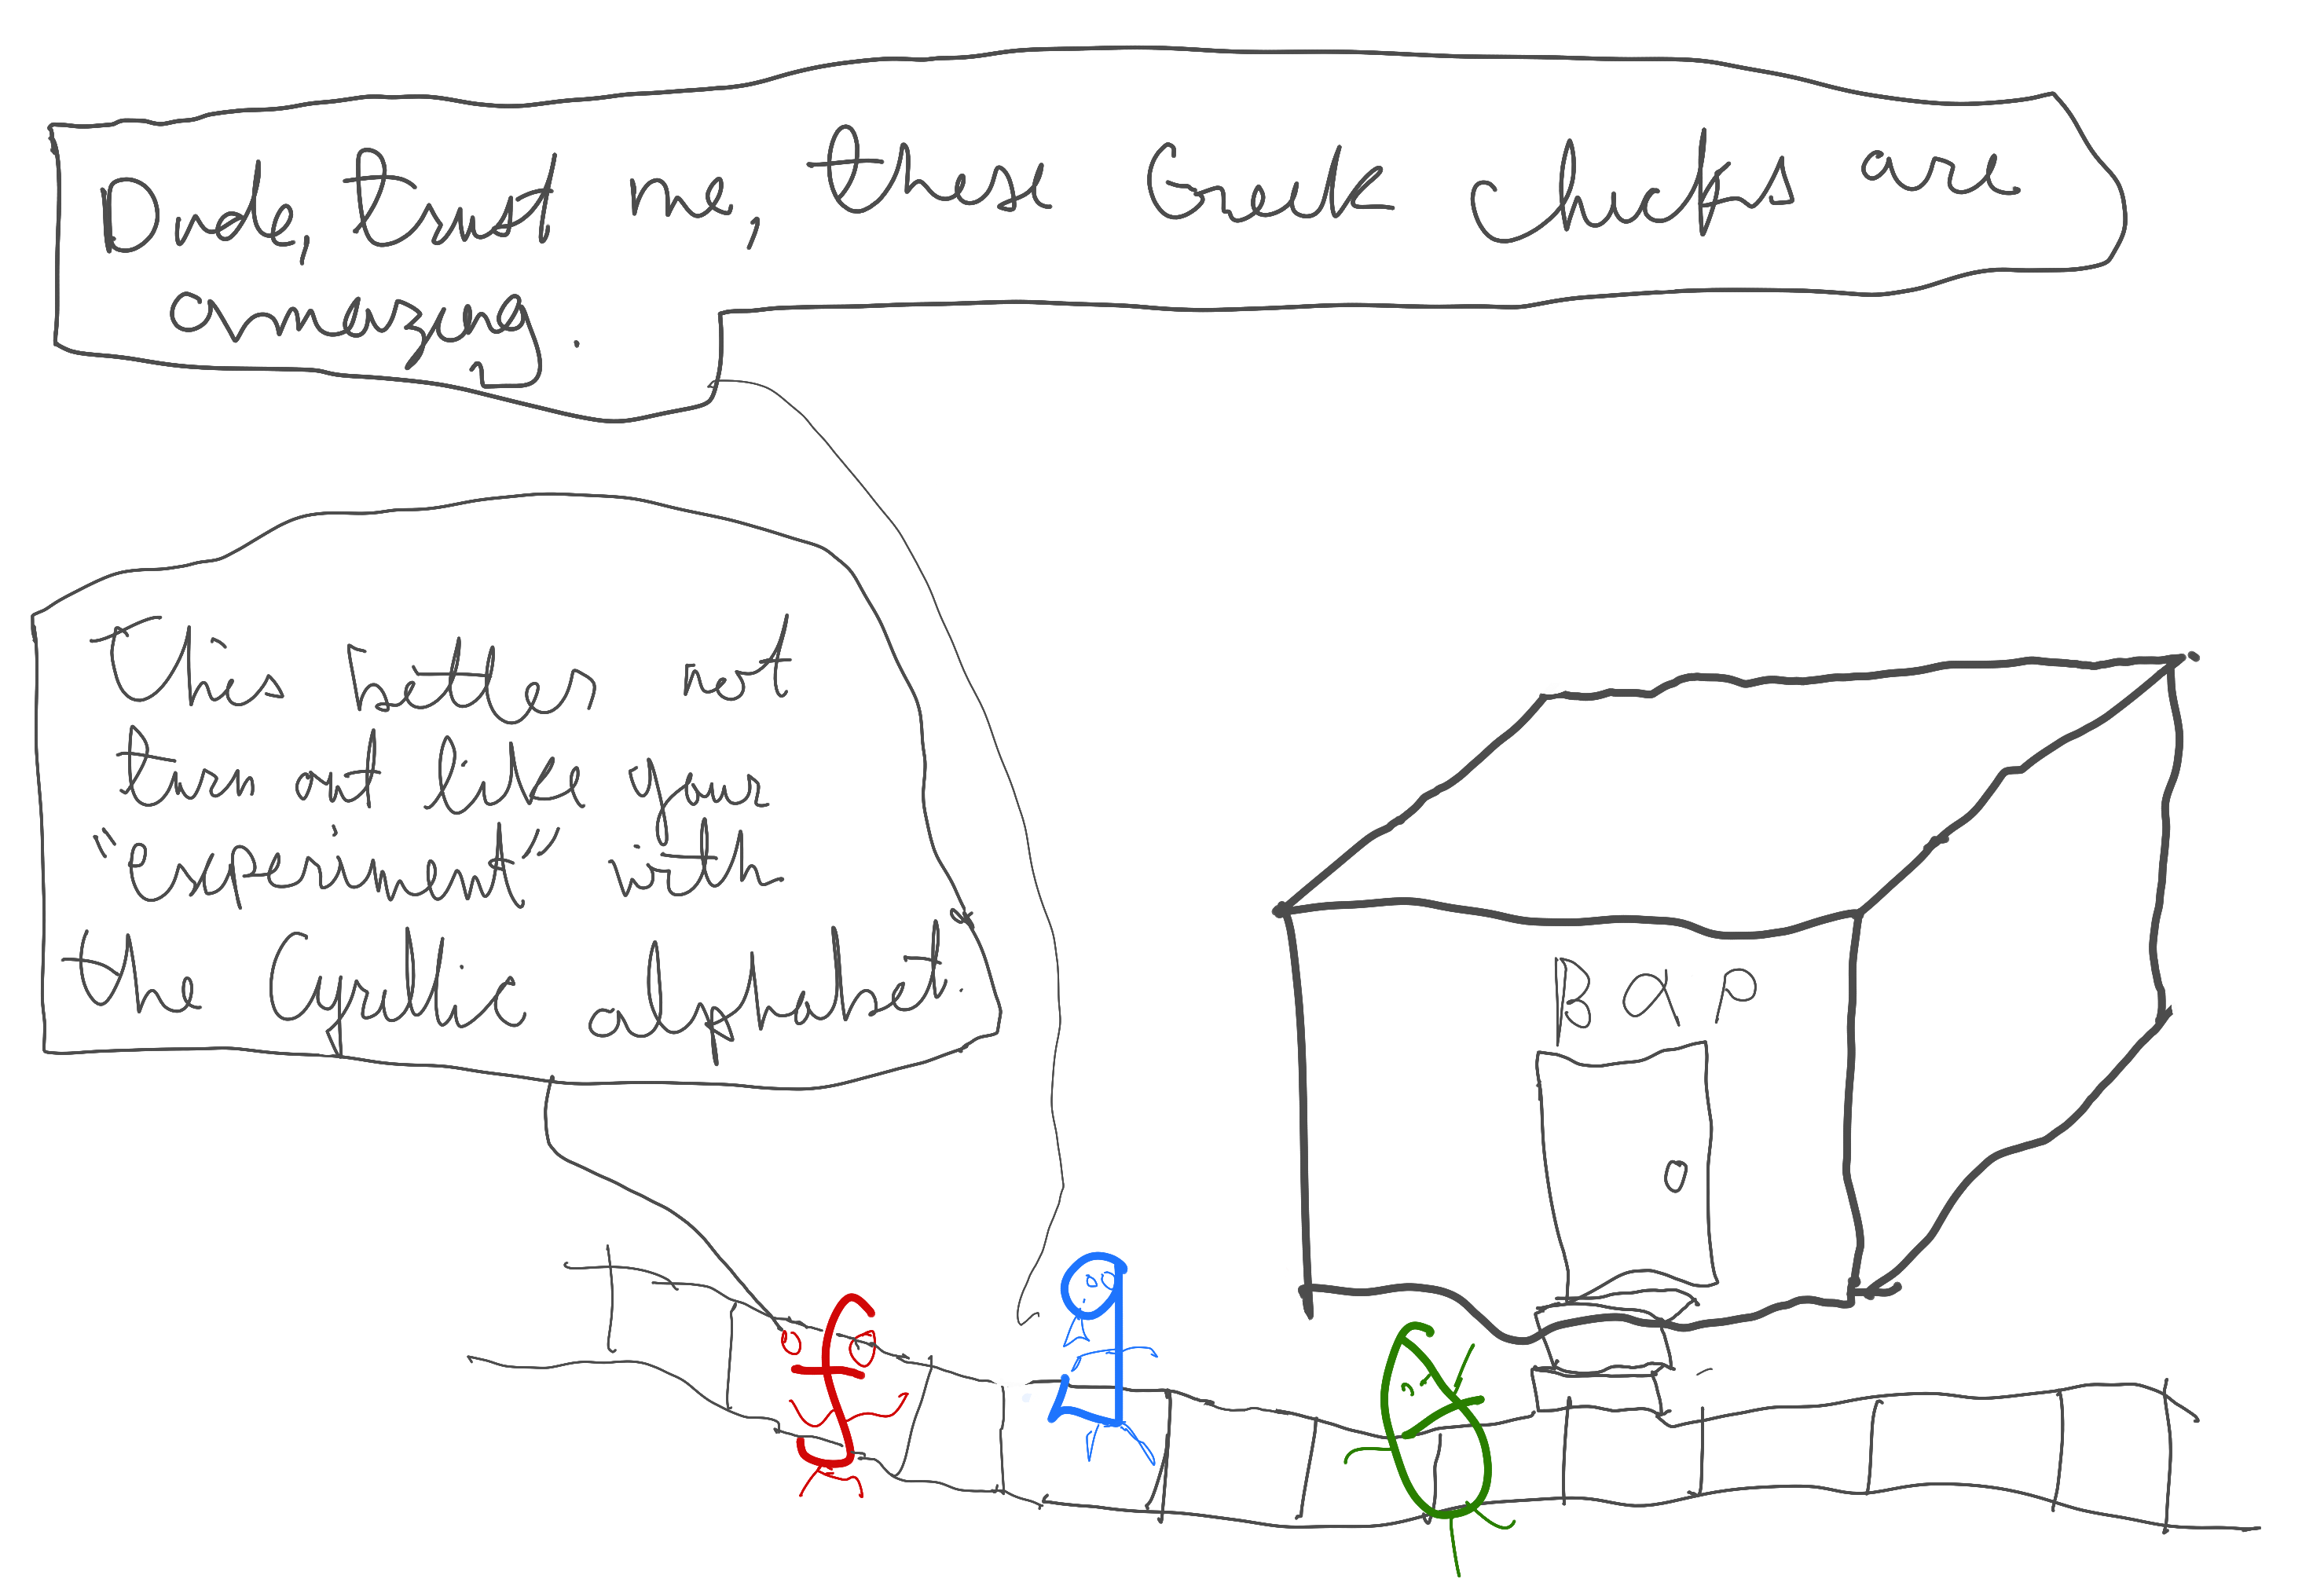 Dude, trust me, these Greek chicks are
amazing.
This better not
turn out like your
"experiment" with
the Cyrillic alphabet.
Βαρ